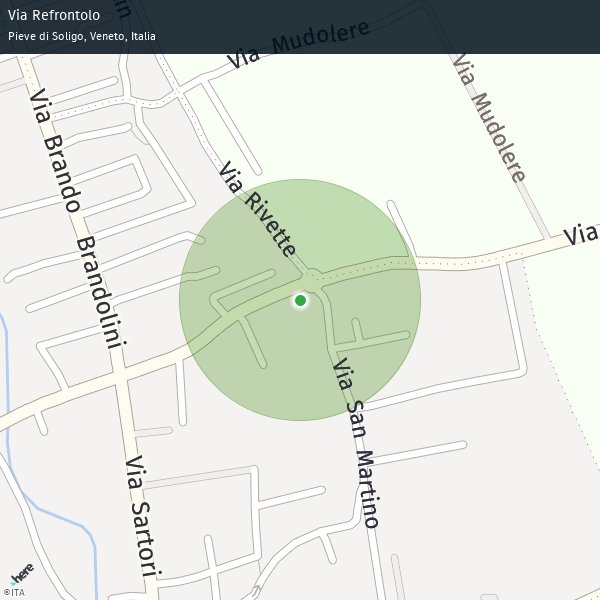 Via Refrontolo
Pieve di Soligo, Veneto, Italia
Via Mudolere
Via Mudolere
Via Brando Brandolini
Via Rivette
Via
Via San Martino
Via Sartori
here
©ITA